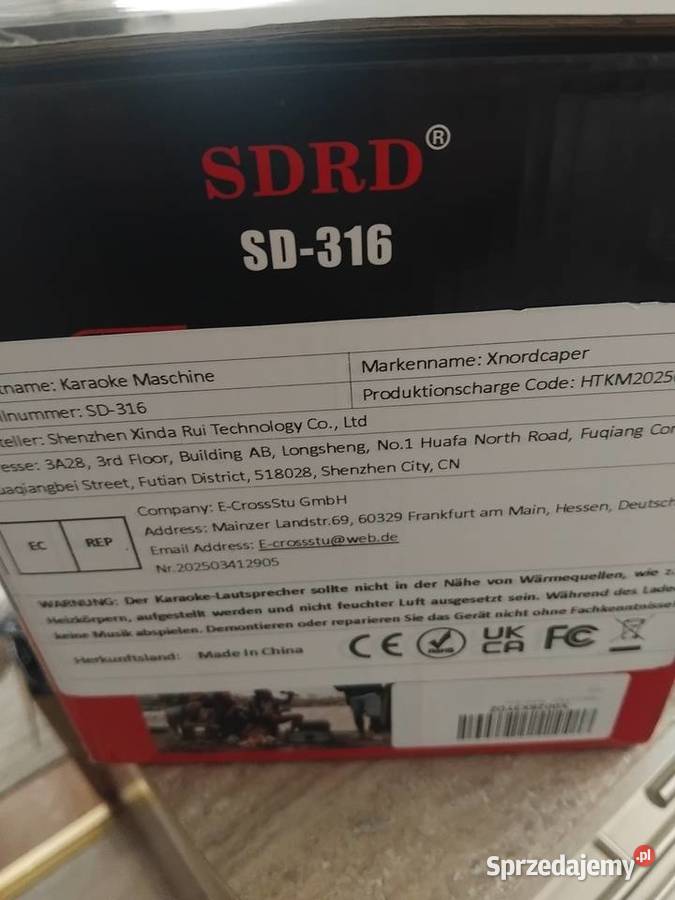 SDRD®
SD-316
tname: Karaoke Maschine
Markenname: Xnordcaper
llnummer: SD-316
Produktionscharge Code: HTKM2025
teller: Shenzhen Xinda Rui Technology Co., Ltd
esse: 3A28, 3rd Floor, Building AB, Longsheng, No.1 Huafa North Road, Fuqiang Co
uaqiangbei Street, Futian District, 518028, Shenzhen City, CN
EC REP
Company: E-CrossStu GmbH
Address: Mainzer Landstr.69, 60329 Frankfurt am Main, Hessen, Deutsch
Email Address: E-crossstu@web.de
Nr.202503412905
WARNUNG: Der Karaoke-Lautsprecher sollte nicht in der Nähe von Wärmequellen, wie z.
Heizkörpern, aufgestellt werden und nicht feuchter Luft ausgesetzt sein. Während des Lade
keine Musik abspielen. Demontieren oder reparieren Sie das Gerät nicht ohne Fachkenntnisse
Herkunftsland: Made In China
CE RoHS UKCA FC
Sprzedajemy.pl